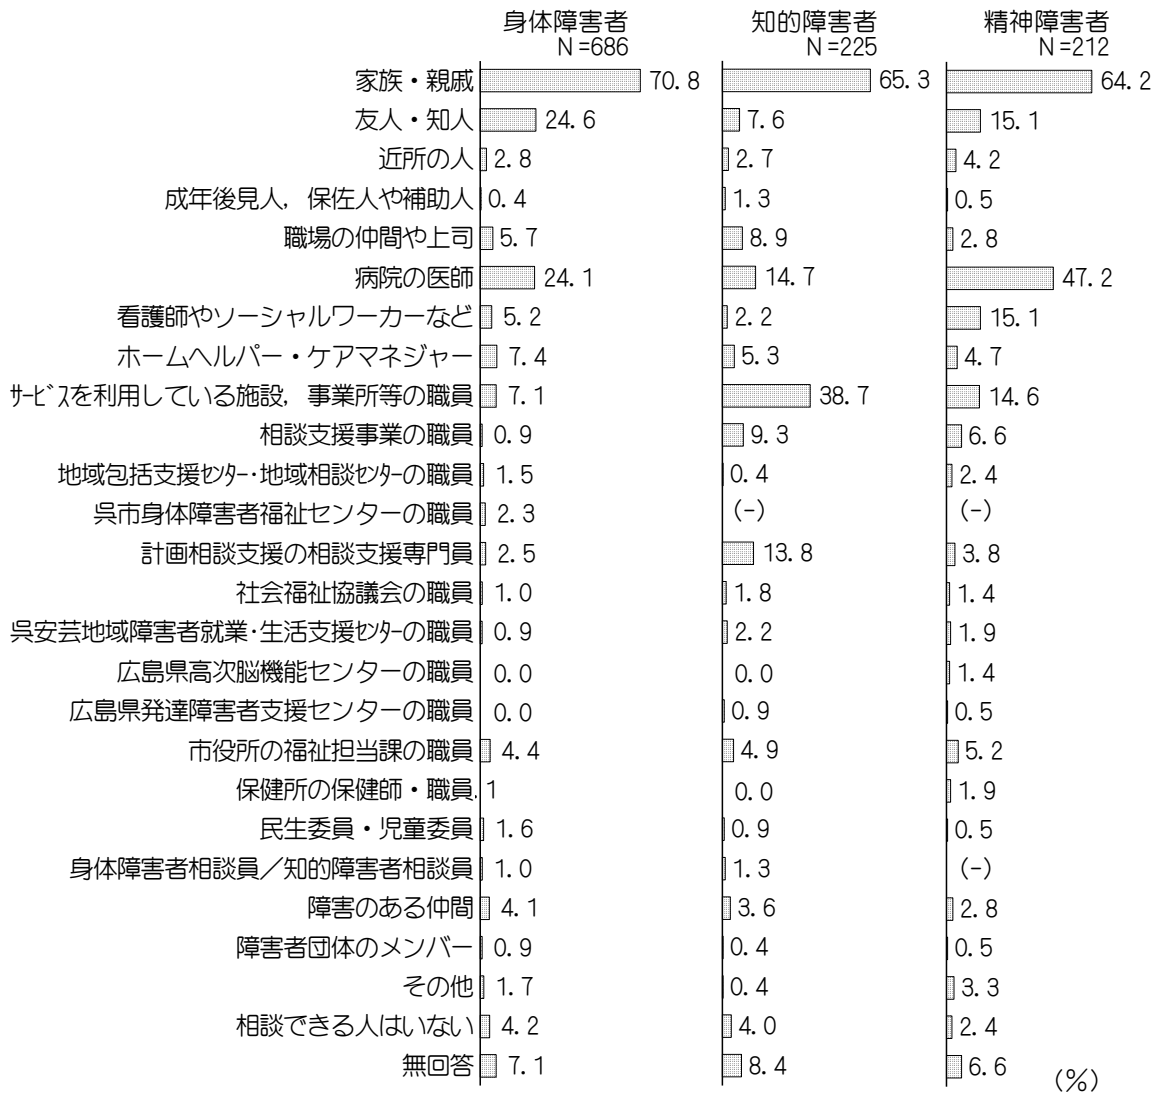 身体障害者 知的障害者 精神障害者
N=686 N=225 N=212
家族・親戚 70.8 65.3 64.2
友人・知人 24.6 7.6 15.1
近所の人 2.8 2.7 4.2
成年後見人，保佐人や補助人 0.4 1.3 0.5
職場の仲間や上司 5.7 8.9 2.8
病院の医師 24.1 14.7 47.2
看護師やソーシャルワーカーなど 5.2 2.2 15.1
ホームヘルパー・ケアマネジャー 7.4 5.3 4.7
ｻｰﾋﾞｽを利用している施設，事業所等の職員 7.1 38.7 14.6
相談支援事業の職員 0.9 9.3 6.6
地域包括支援ｾﾝﾀｰ･地域相談ｾﾝﾀｰの職員 1.5 0.4 2.4
呉市身体障害者福祉センターの職員 2.3 (-) (-)
計画相談支援の相談支援専門員 2.5 13.8 3.8
社会福祉協議会の職員 1.0 1.8 1.4
呉安芸地域障害者就業･生活支援ｾﾝﾀｰの職員 0.9 2.2 1.9
広島県高次脳機能センターの職員 0.0 0.0 1.4
広島県発達障害者支援センターの職員 0.0 0.9 0.5
市役所の福祉担当課の職員 4.4 4.9 5.2
保健所の保健師・職員 .1 0.0 1.9
民生委員・児童委員 1.6 0.9 0.5
身体障害者相談員／知的障害者相談員 1.0 1.3 (-)
障害のある仲間 4.1 3.6 2.8
障害者団体のメンバー 0.9 0.4 0.5
その他 1.7 0.4 3.3
相談できる人はいない 4.2 4.0 2.4
無回答 7.1 8.4 6.6
(%)